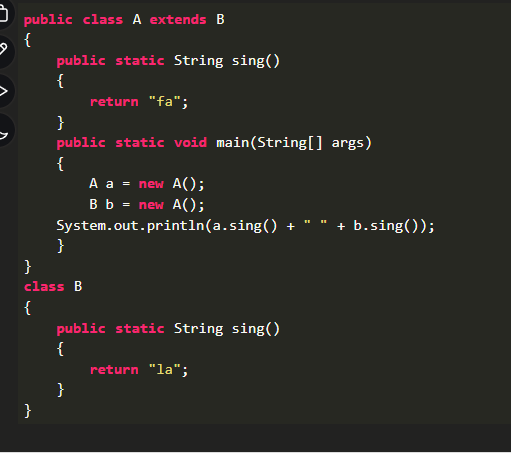 public class A extends B
{
    public static String sing()
    {
        return "fa";
    }
    public static void main(String[] args)
    {
        A a = new A();
        B b = new A();
    System.out.println(a.sing() + " " + b.sing());
    }
}
class B
{
    public static String sing()
    {
        return "la";
    }
}